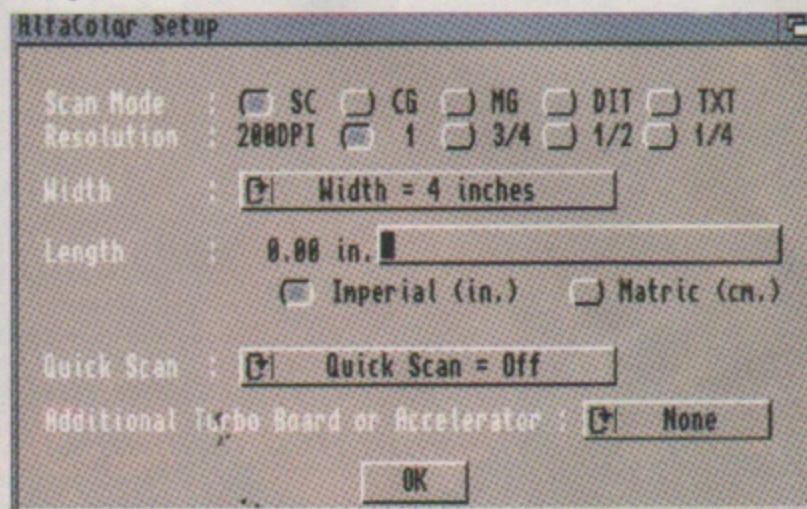 AlfaColor Setup
Scan Mode : SC CG MG DIT TXT
Resolution : 200DPI 1 3/4 1/2 1/4
Width : Width = 4 inches
Length : 0.00 in.
Imperial (in.) Matric (cm.)
Quick Scan : Quick Scan = Off
Additional Turbo Board or Accelerator : None
OK